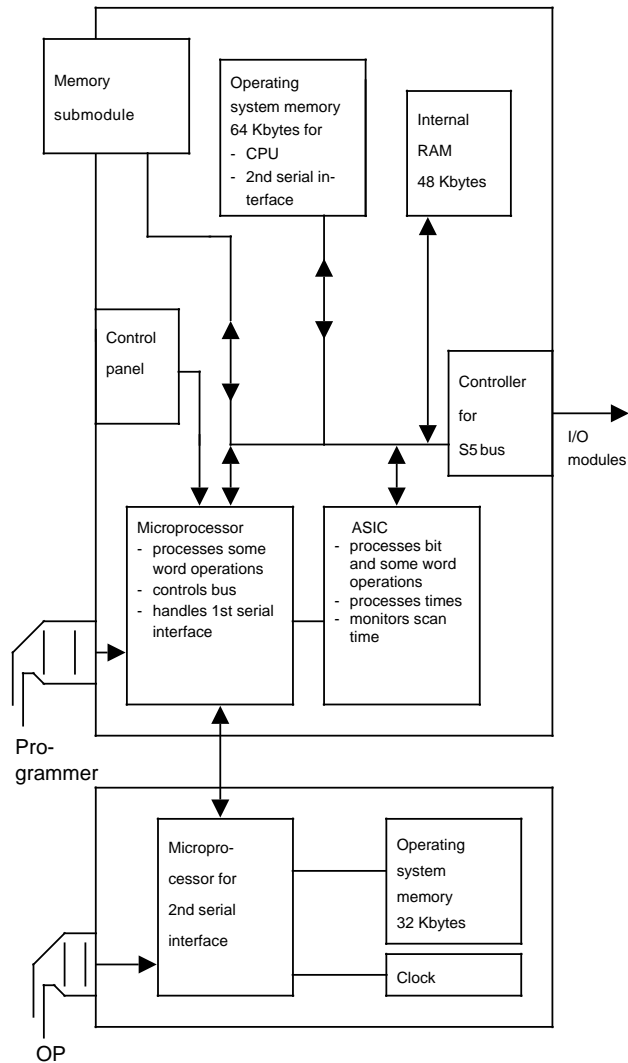 Memory
submodule
Operating
system memory
64 Kbytes for
- CPU
- 2nd serial in-
terface
Internal
RAM
48 Kbytes
Control
panel
Controller
for
S5 bus
I/O
modules
Microprocessor
- processes some
word operations
- controls bus
- handles 1st serial
interface
ASIC
- processes bit
and some word
operations
- processes times
- monitors scan
time
Pro-
grammer
Micropro-
cessor for
2nd serial
interface
Operating
system
memory
32 Kbytes
Clock
OP